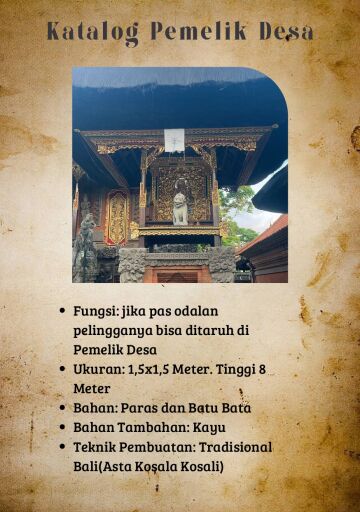 Katalog Pemelik Desa
• Fungsi: jika pas odalan
pelingganya bisa ditaruh di
Pemelik Desa
• Ukuran: 1,5x1,5 Meter. Tinggi 8
Meter
• Bahan: Paras dan Batu Bata
• Bahan Tambahan: Kayu
• Teknik Pembuatan: Tradisional
Bali(Asta Kosala Kosali)